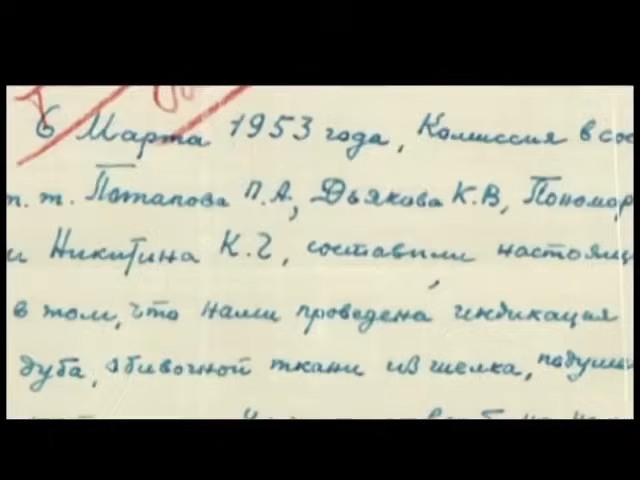 6 Марта 1953 года, Комиссия в сос
т. т. Потапова П.А, Дьякова К.В, Пономар
и Никитина К.Г, составили настоящ
в том, что нами проведена индикация
дуба, обивочной ткани из шелка, подушк